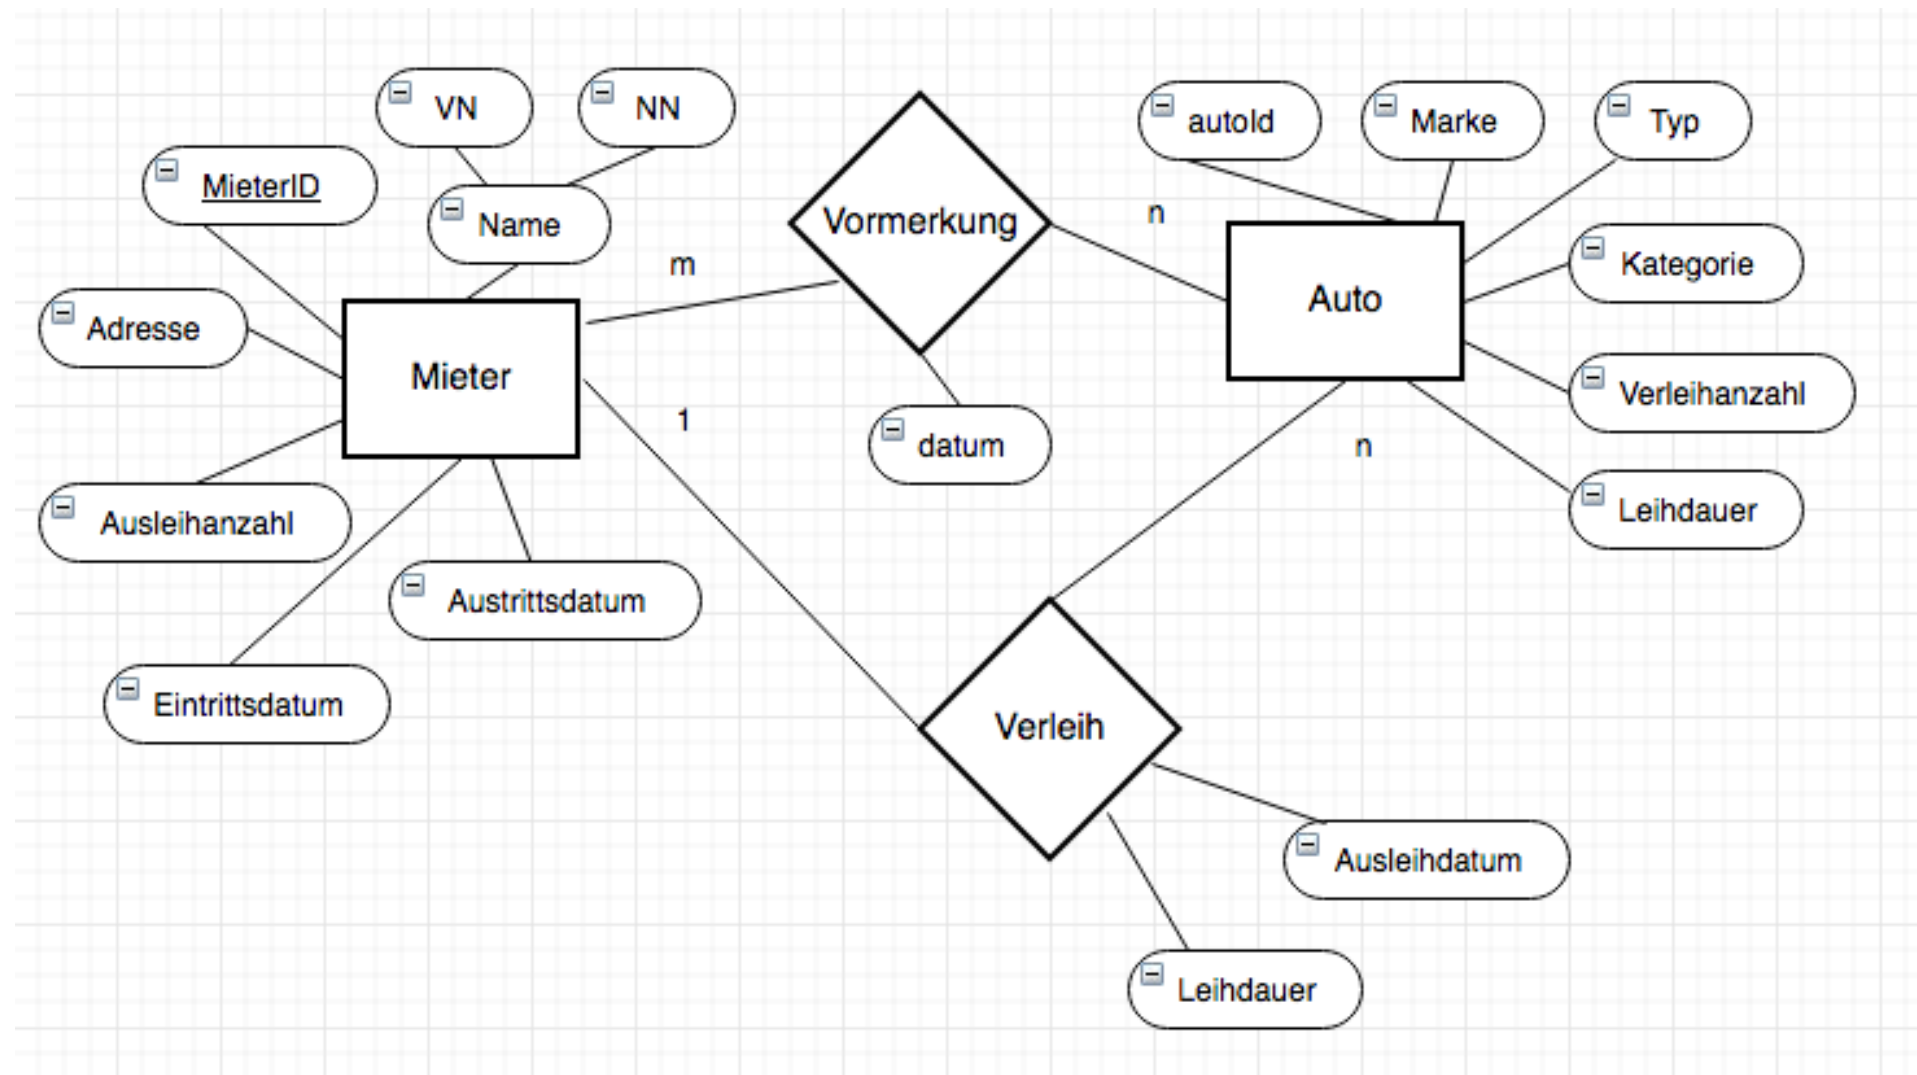 VN
NN
autoId
Marke
Typ
MieterID
Name
Vormerkung
n
Kategorie
m
Adresse
Auto
Mieter
Verleihanzahl
1
datum
n
Ausleihanzahl
Leihdauer
Austrittsdatum
Eintrittsdatum
Verleih
Ausleihdatum
Leihdauer